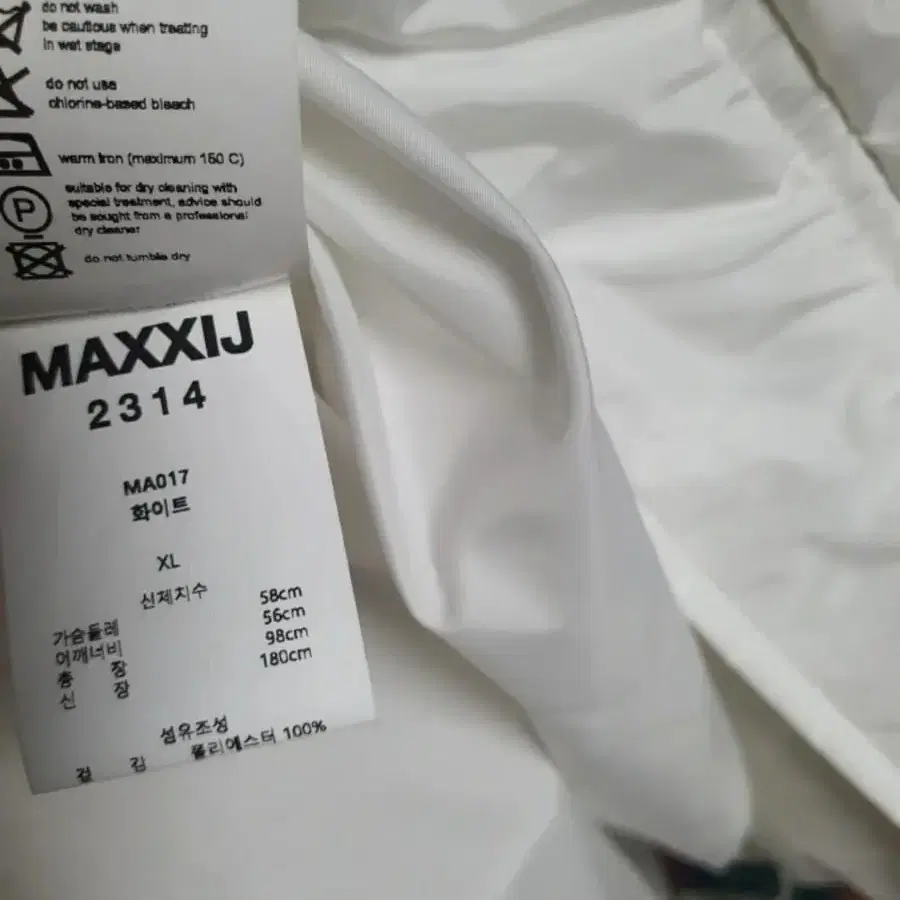 do not wash
be cautious when treating
in wet stage
do not use
chlorine-based bleach
warm iron (maximum 150 C)
P
suitable for dry cleaning with
special treatment, advice should
be sought from a professional
dry cleaner
do not tumble dry
MAXXIJ
2314
MA017
화이트
XL
신체치수
가슴둘레 58cm
어깨너비 56cm
총 장 98cm
신 장 180cm
섬유조성
겉 감 폴리에스터 100%